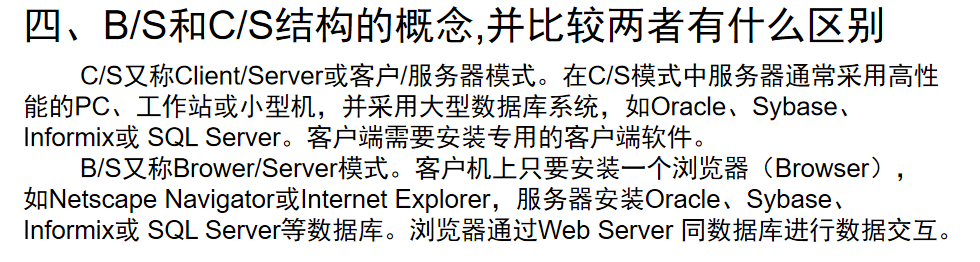 四、B/S和C/S结构的概念,并比较两者有什么区别
C/S又称Client/Server或客户/服务器模式。在C/S模式中服务器通常采用高性
能的PC、工作站或小型机，并采用大型数据库系统，如Oracle、Sybase、
Informix或 SQL Server。客户端需要安装专用的客户端软件。
B/S又称Brower/Server模式。客户机上只要安装一个浏览器（Browser），
如Netscape Navigator或Internet Explorer，服务器安装Oracle、Sybase、
Informix或 SQL Server等数据库。浏览器通过Web Server 同数据库进行数据交互。